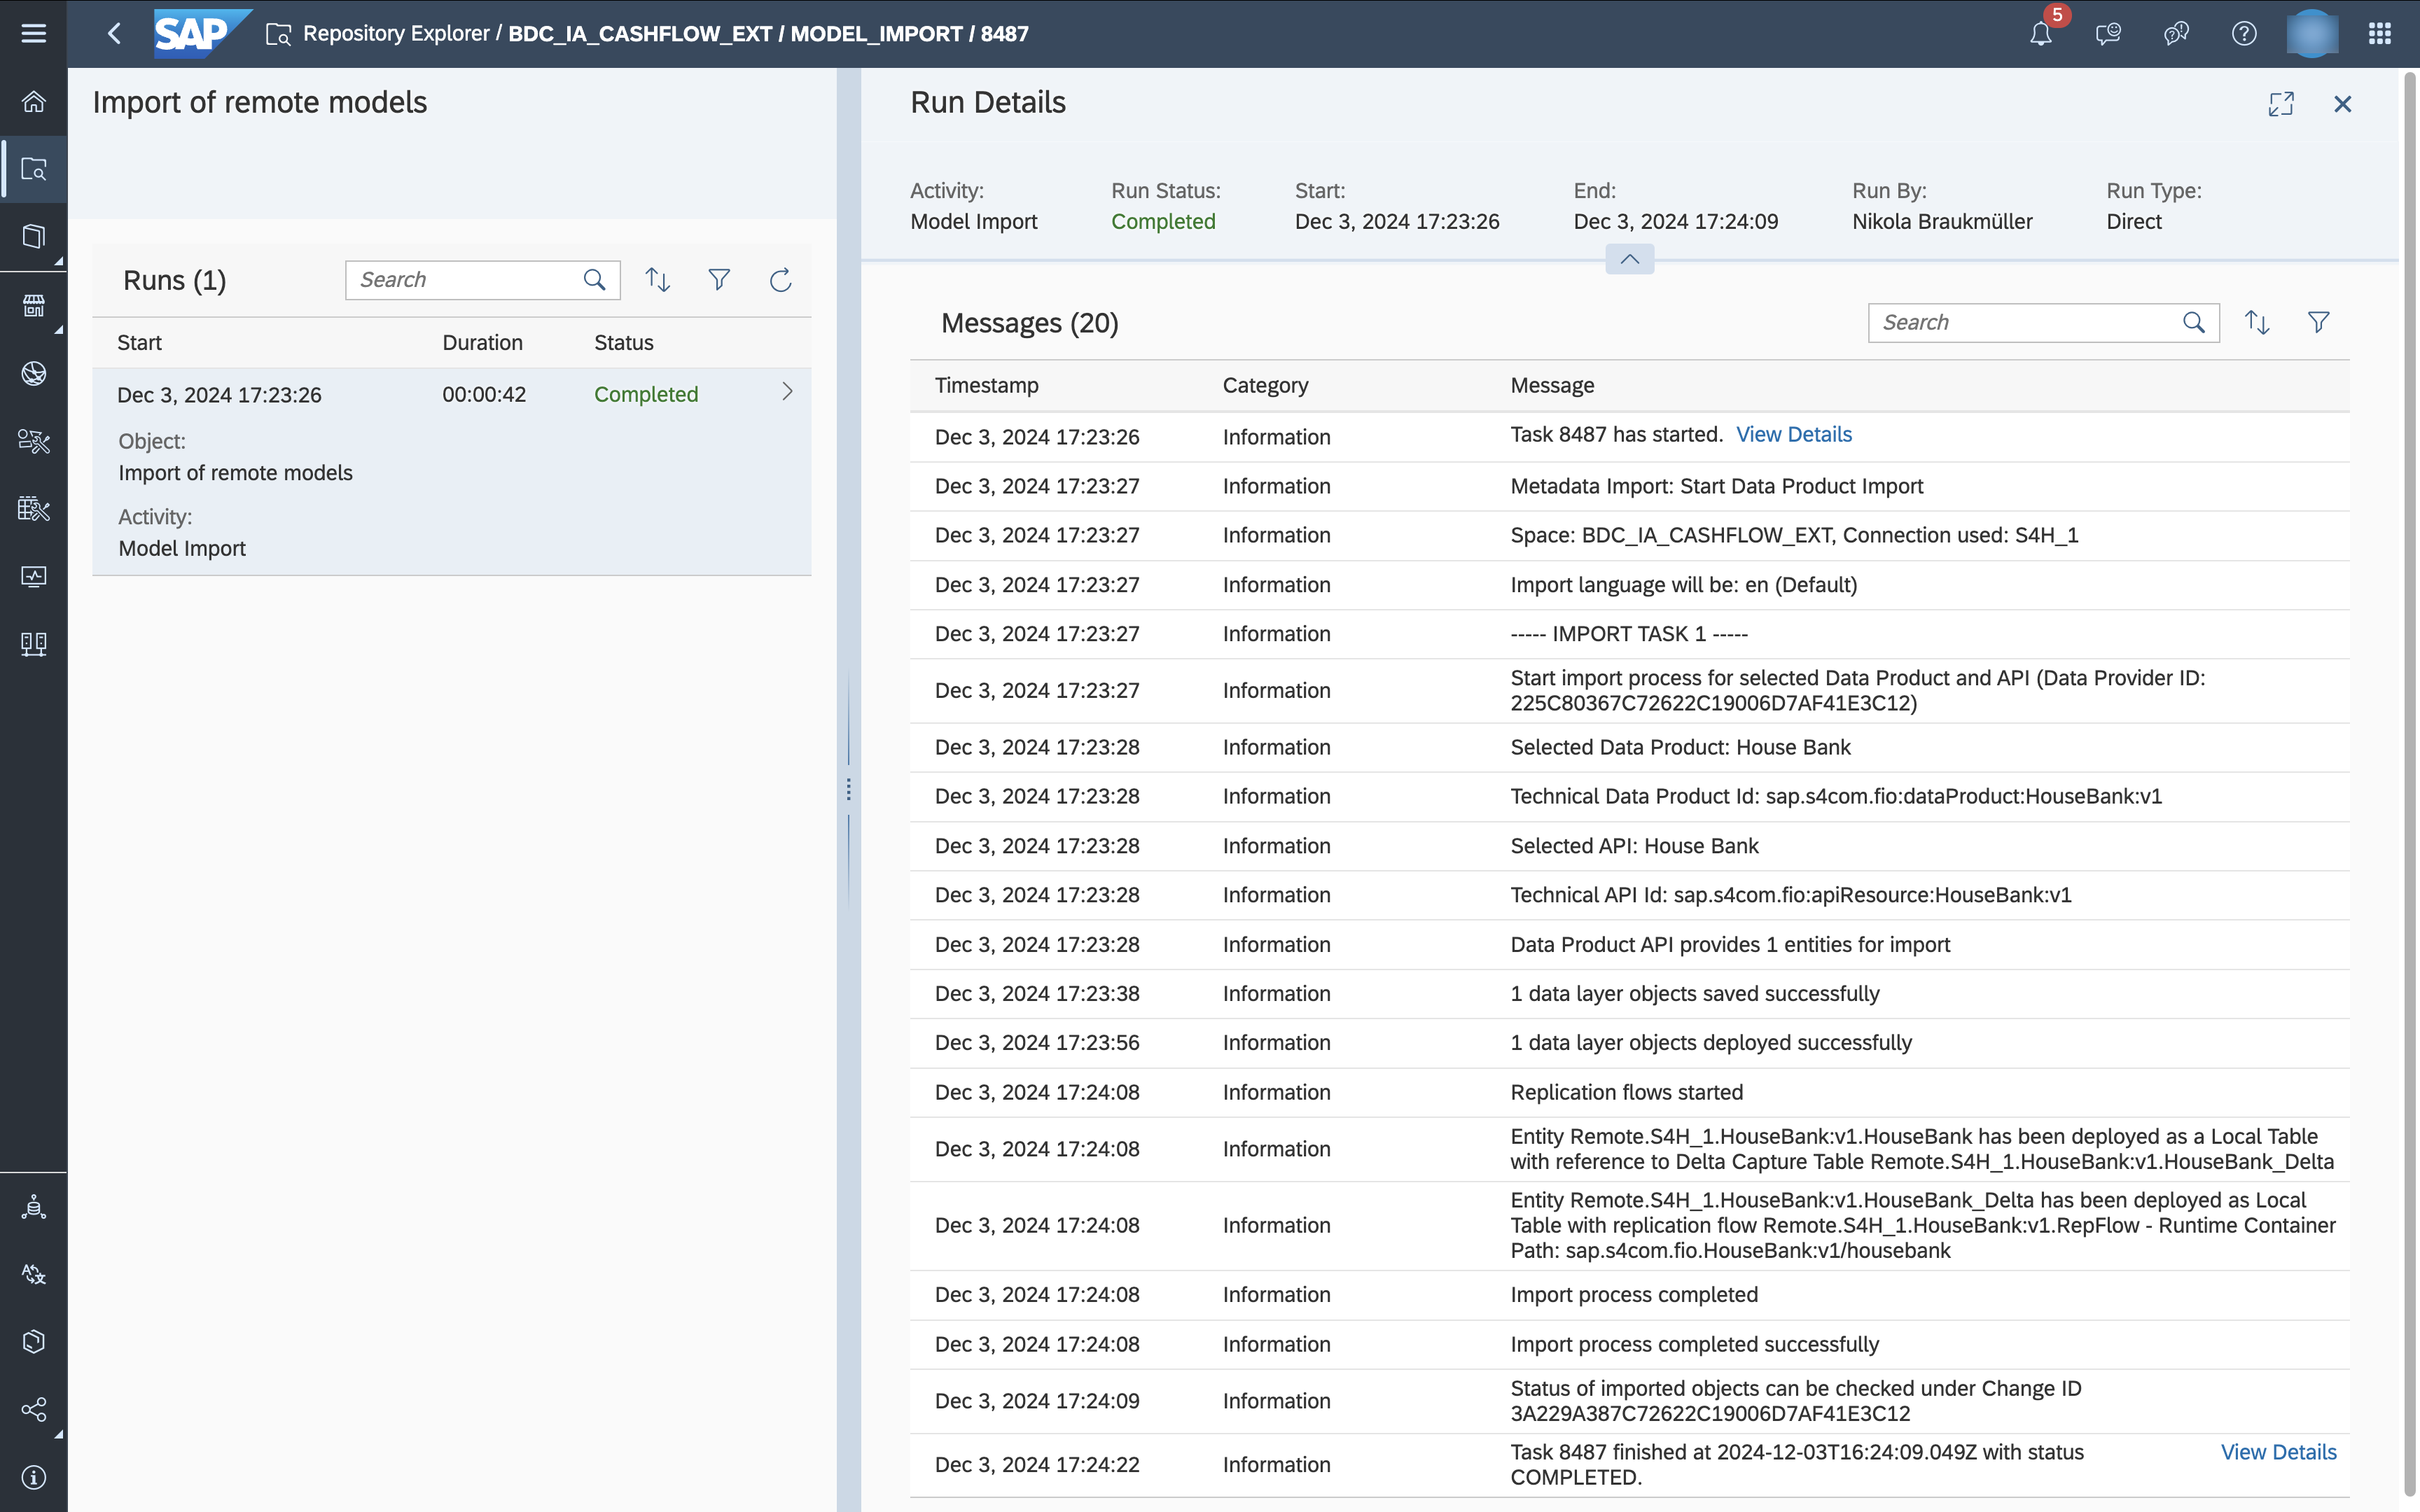 SAP Repository Explorer / BDC_IA_CASHFLOW_EXT / MODEL_IMPORT / 8487
5
Import of remote models
Runs (1)
Search
Start Duration Status
Dec 3, 2024 17:23:26 00:00:42 Completed
Object:
Import of remote models
Activity:
Model Import
Run Details
Activity: Run Status: Start: End: Run By: Run Type:
Model Import Completed Dec 3, 2024 17:23:26 Dec 3, 2024 17:24:09 Nikola Braukmüller Direct
Messages (20)
Search
Timestamp Category Message
Dec 3, 2024 17:23:26 Information Task 8487 has started. View Details
Dec 3, 2024 17:23:27 Information Metadata Import: Start Data Product Import
Dec 3, 2024 17:23:27 Information Space: BDC_IA_CASHFLOW_EXT, Connection used: S4H_1
Dec 3, 2024 17:23:27 Information Import language will be: en (Default)
Dec 3, 2024 17:23:27 Information ----- IMPORT TASK 1 -----
Dec 3, 2024 17:23:27 Information Start import process for selected Data Product and API (Data Provider ID:
225C80367C72622C19006D7AF41E3C12)
Dec 3, 2024 17:23:28 Information Selected Data Product: House Bank
Dec 3, 2024 17:23:28 Information Technical Data Product Id: sap.s4com.fio:dataProduct:HouseBank:v1
Dec 3, 2024 17:23:28 Information Selected API: House Bank
Dec 3, 2024 17:23:28 Information Technical API Id: sap.s4com.fio:apiResource:HouseBank:v1
Dec 3, 2024 17:23:28 Information Data Product API provides 1 entities for import
Dec 3, 2024 17:23:38 Information 1 data layer objects saved successfully
Dec 3, 2024 17:23:56 Information 1 data layer objects deployed successfully
Dec 3, 2024 17:24:08 Information Replication flows started
Dec 3, 2024 17:24:08 Information Entity Remote.S4H_1.HouseBank:v1.HouseBank has been deployed as a Local Table
with reference to Delta Capture Table Remote.S4H_1.HouseBank:v1.HouseBank_Delta
Dec 3, 2024 17:24:08 Information Entity Remote.S4H_1.HouseBank:v1.HouseBank_Delta has been deployed as Local
Table with replication flow Remote.S4H_1.HouseBank:v1.RepFlow - Runtime Container
Path: sap.s4com.fio.HouseBank:v1/housebank
Dec 3, 2024 17:24:08 Information Import process completed
Dec 3, 2024 17:24:08 Information Import process completed successfully
Dec 3, 2024 17:24:09 Information Status of imported objects can be checked under Change ID
3A229A387C72622C19006D7AF41E3C12
Dec 3, 2024 17:24:22 Information Task 8487 finished at 2024-12-03T16:24:09.049Z with status View Details
COMPLETED.